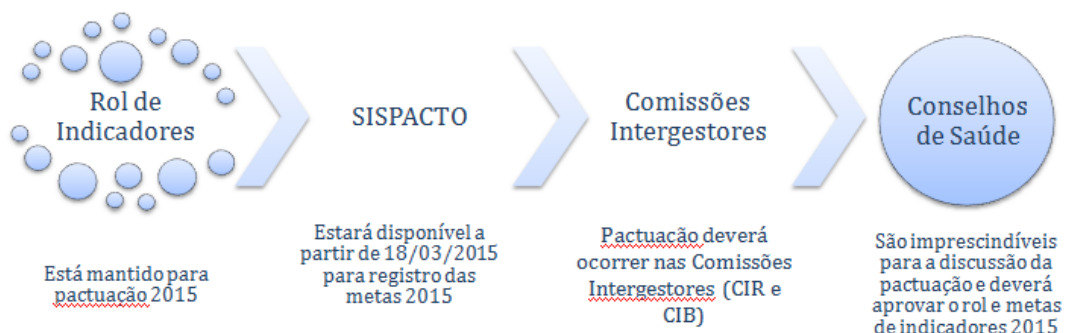 Rol de
Indicadores
SISPACTO
Comissões
Intergestores
Conselhos
de Saúde
Está mantido para
pactuação 2015
Estará disponível a
partir de 18/03/2015
para registro das
metas 2015
Pactuação deverá
ocorrer nas Comissões
Intergestores (CIR e
CIB)
São imprescindíveis
para a discussão da
pactuação e deverá
aprovar o rol e metas
de indicadores 2015